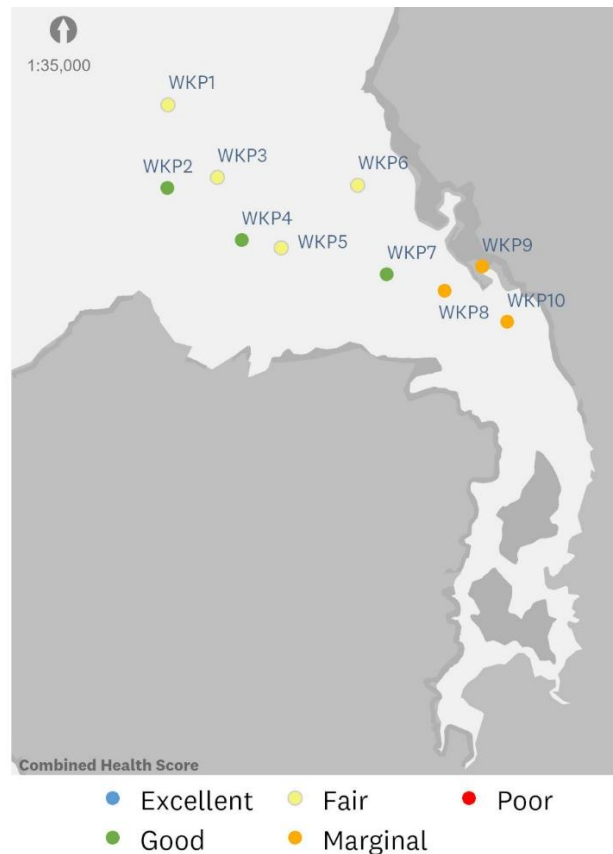 1:35,000
WKP1
WKP2
WKP3
WKP6
WKP4
WKP5
WKP7
WKP9
WKP8
WKP10
Combined Health Score
Excellent
Fair
Poor
Good
Marginal